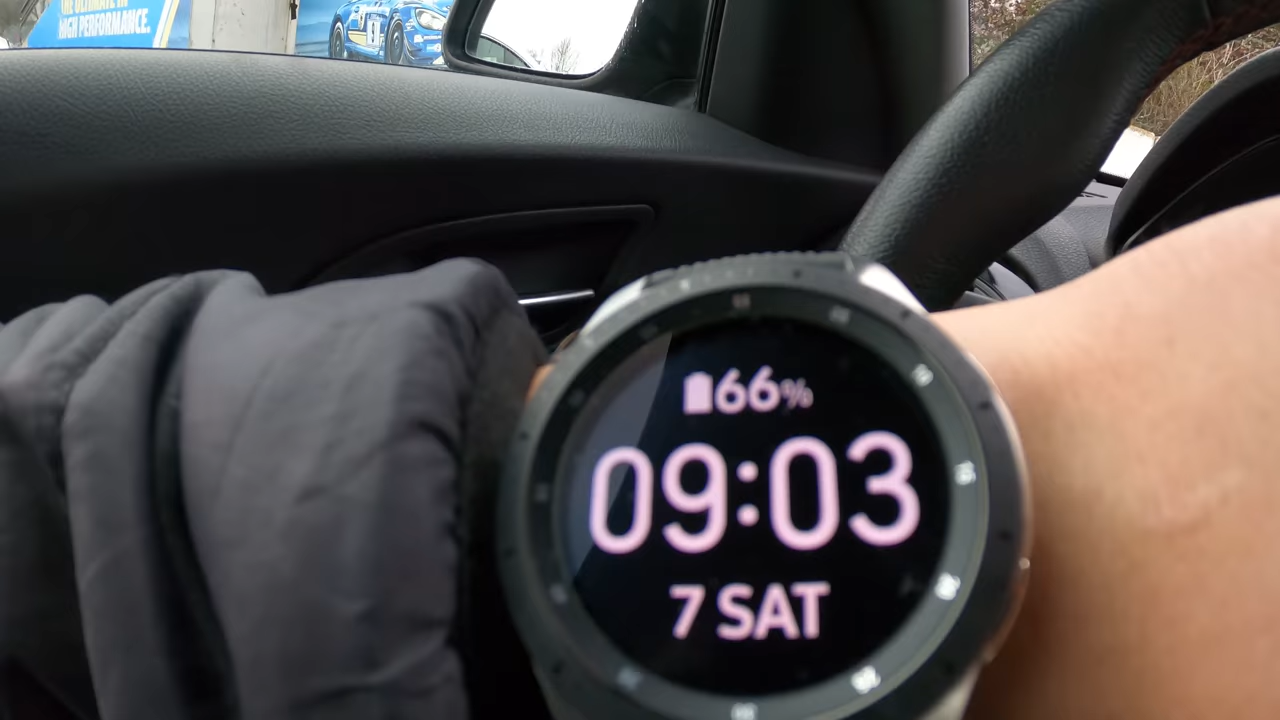 THE ULTIMATE IN
HIGH PERFORMANCE.
66%
09:03
7 SAT